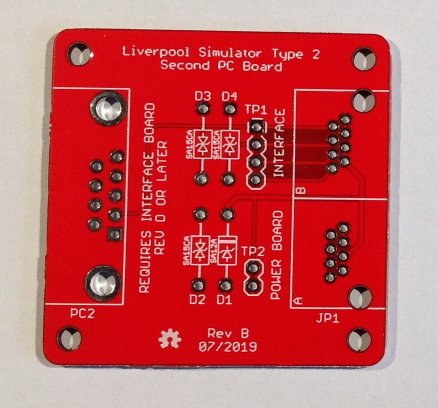 Liverpool Simulator Type 2
Second PC Board
D3 D4
TP1
SA15CA
SA15CA
INTERFACE
B
REQUIRES INTERFACE BOARD
REV D OR LATER
SA15CA
SA12A
TP2
POWER BOARD
A
D2 D1
PC2
JP1
Rev B
07/2019